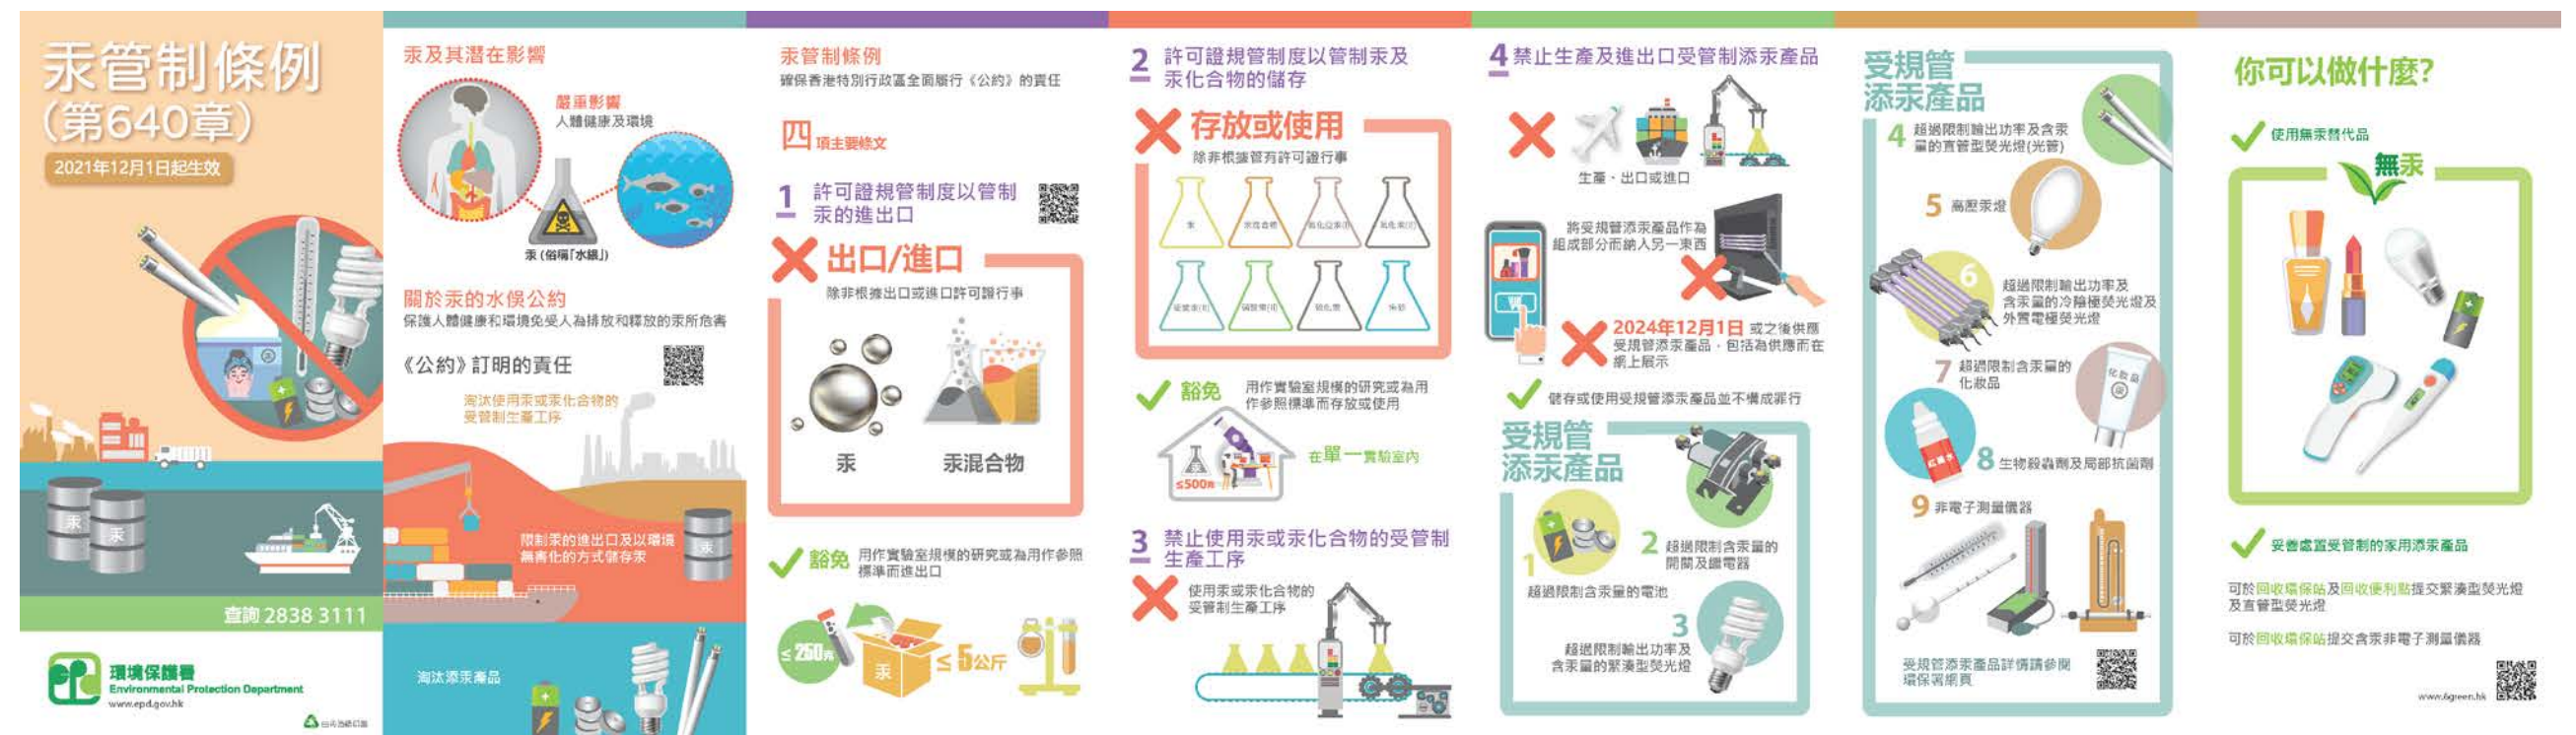 汞管制條例
(第640章)
2021年12月1日起生效
汞
汞
查詢 2838 3111
環境保護署
Environmental Protection Department
www.epd.gov.hk
汞及其潛在影響
嚴重影響
人體健康及環境
汞 (俗稱「水銀」)
關於汞的水俁公約
保護人體健康和環境免受人為排放和釋放的汞所危害
《公約》訂明的責任
淘汰使用汞或汞化合物的
受管制生產工序
限制汞的進出口及以環境
無害化的方式儲存汞
汞
淘汰添汞產品
汞管制條例
確保香港特別行政區全面履行《公約》的責任
四項主要條文
1 許可證規管制度以管制
汞的進出口
出口/進口
除非根據出口或進口許可證行事
汞
汞混合物
豁免 用作實驗室規模的研究或為用作參照
標準而進出口
≤ 250克
汞
≤ 5公斤
2 許可證規管制度以管制汞及
汞化合物的儲存
存放或使用
除非根據管有許可證行事
汞
豁免 用作實驗室規模的研究或為用
作參照標準而存放或使用
≤500克
在單一實驗室內
3 禁止使用汞或汞化合物的受管制
生產工序
使用汞或汞化合物的
受管制生產工序
4 禁止生產及進出口受管制添汞產品
生產、出口或進口
將受規管添汞產品作為
組成部分而納入另一東西
2024年12月1日 或之後供應
受規管添汞產品,包括為供應而在
網上展示
儲存或使用受規管添汞產品並不構成罪行
受規管
添汞產品
1
超過限制含汞量的電池
2 超過限制含汞量的
開關及繼電器
3
超過限制輸出功率及
含汞量的緊湊型熒光燈
受規管
添汞產品
4 超過限制輸出功率及含汞
量的直管型熒光燈(光管)
5 高壓汞燈
6 超過限制輸出功率及
含汞量的冷陰極熒光燈及
外置電極熒光燈
7 超過限制含汞量的
化妝品
化妝品
8 生物殺蟲劑及局部抗菌劑
9 非電子測量儀器
受規管添汞產品詳情請參閱
環保署網頁
你可以做什麼?
使用無汞替代品
無汞
妥善處置受管制的家用添汞產品
可於回收環保站及回收便利點提交緊湊型熒光燈
及直管型熒光燈
可於回收環保站提交含汞非電子測量儀器
www.6green.hk